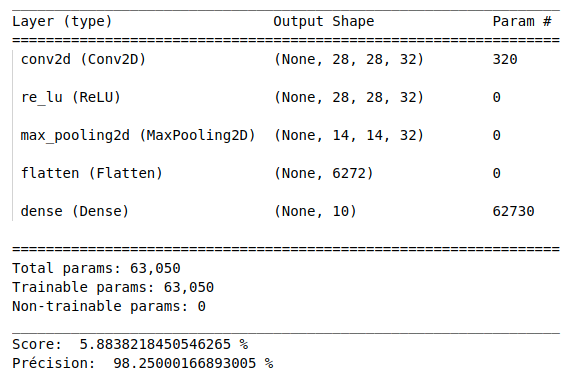 Layer (type) Output Shape Param #
conv2d (Conv2D) (None, 28, 28, 32) 320
re_lu (ReLU) (None, 28, 28, 32) 0
max_pooling2d (MaxPooling2D) (None, 14, 14, 32) 0
flatten (Flatten) (None, 6272) 0
dense (Dense) (None, 10) 62730
Total params: 63,050
Trainable params: 63,050
Non-trainable params: 0
Score: 5.8838218450546265 %
Précision: 98.25000166893005 %